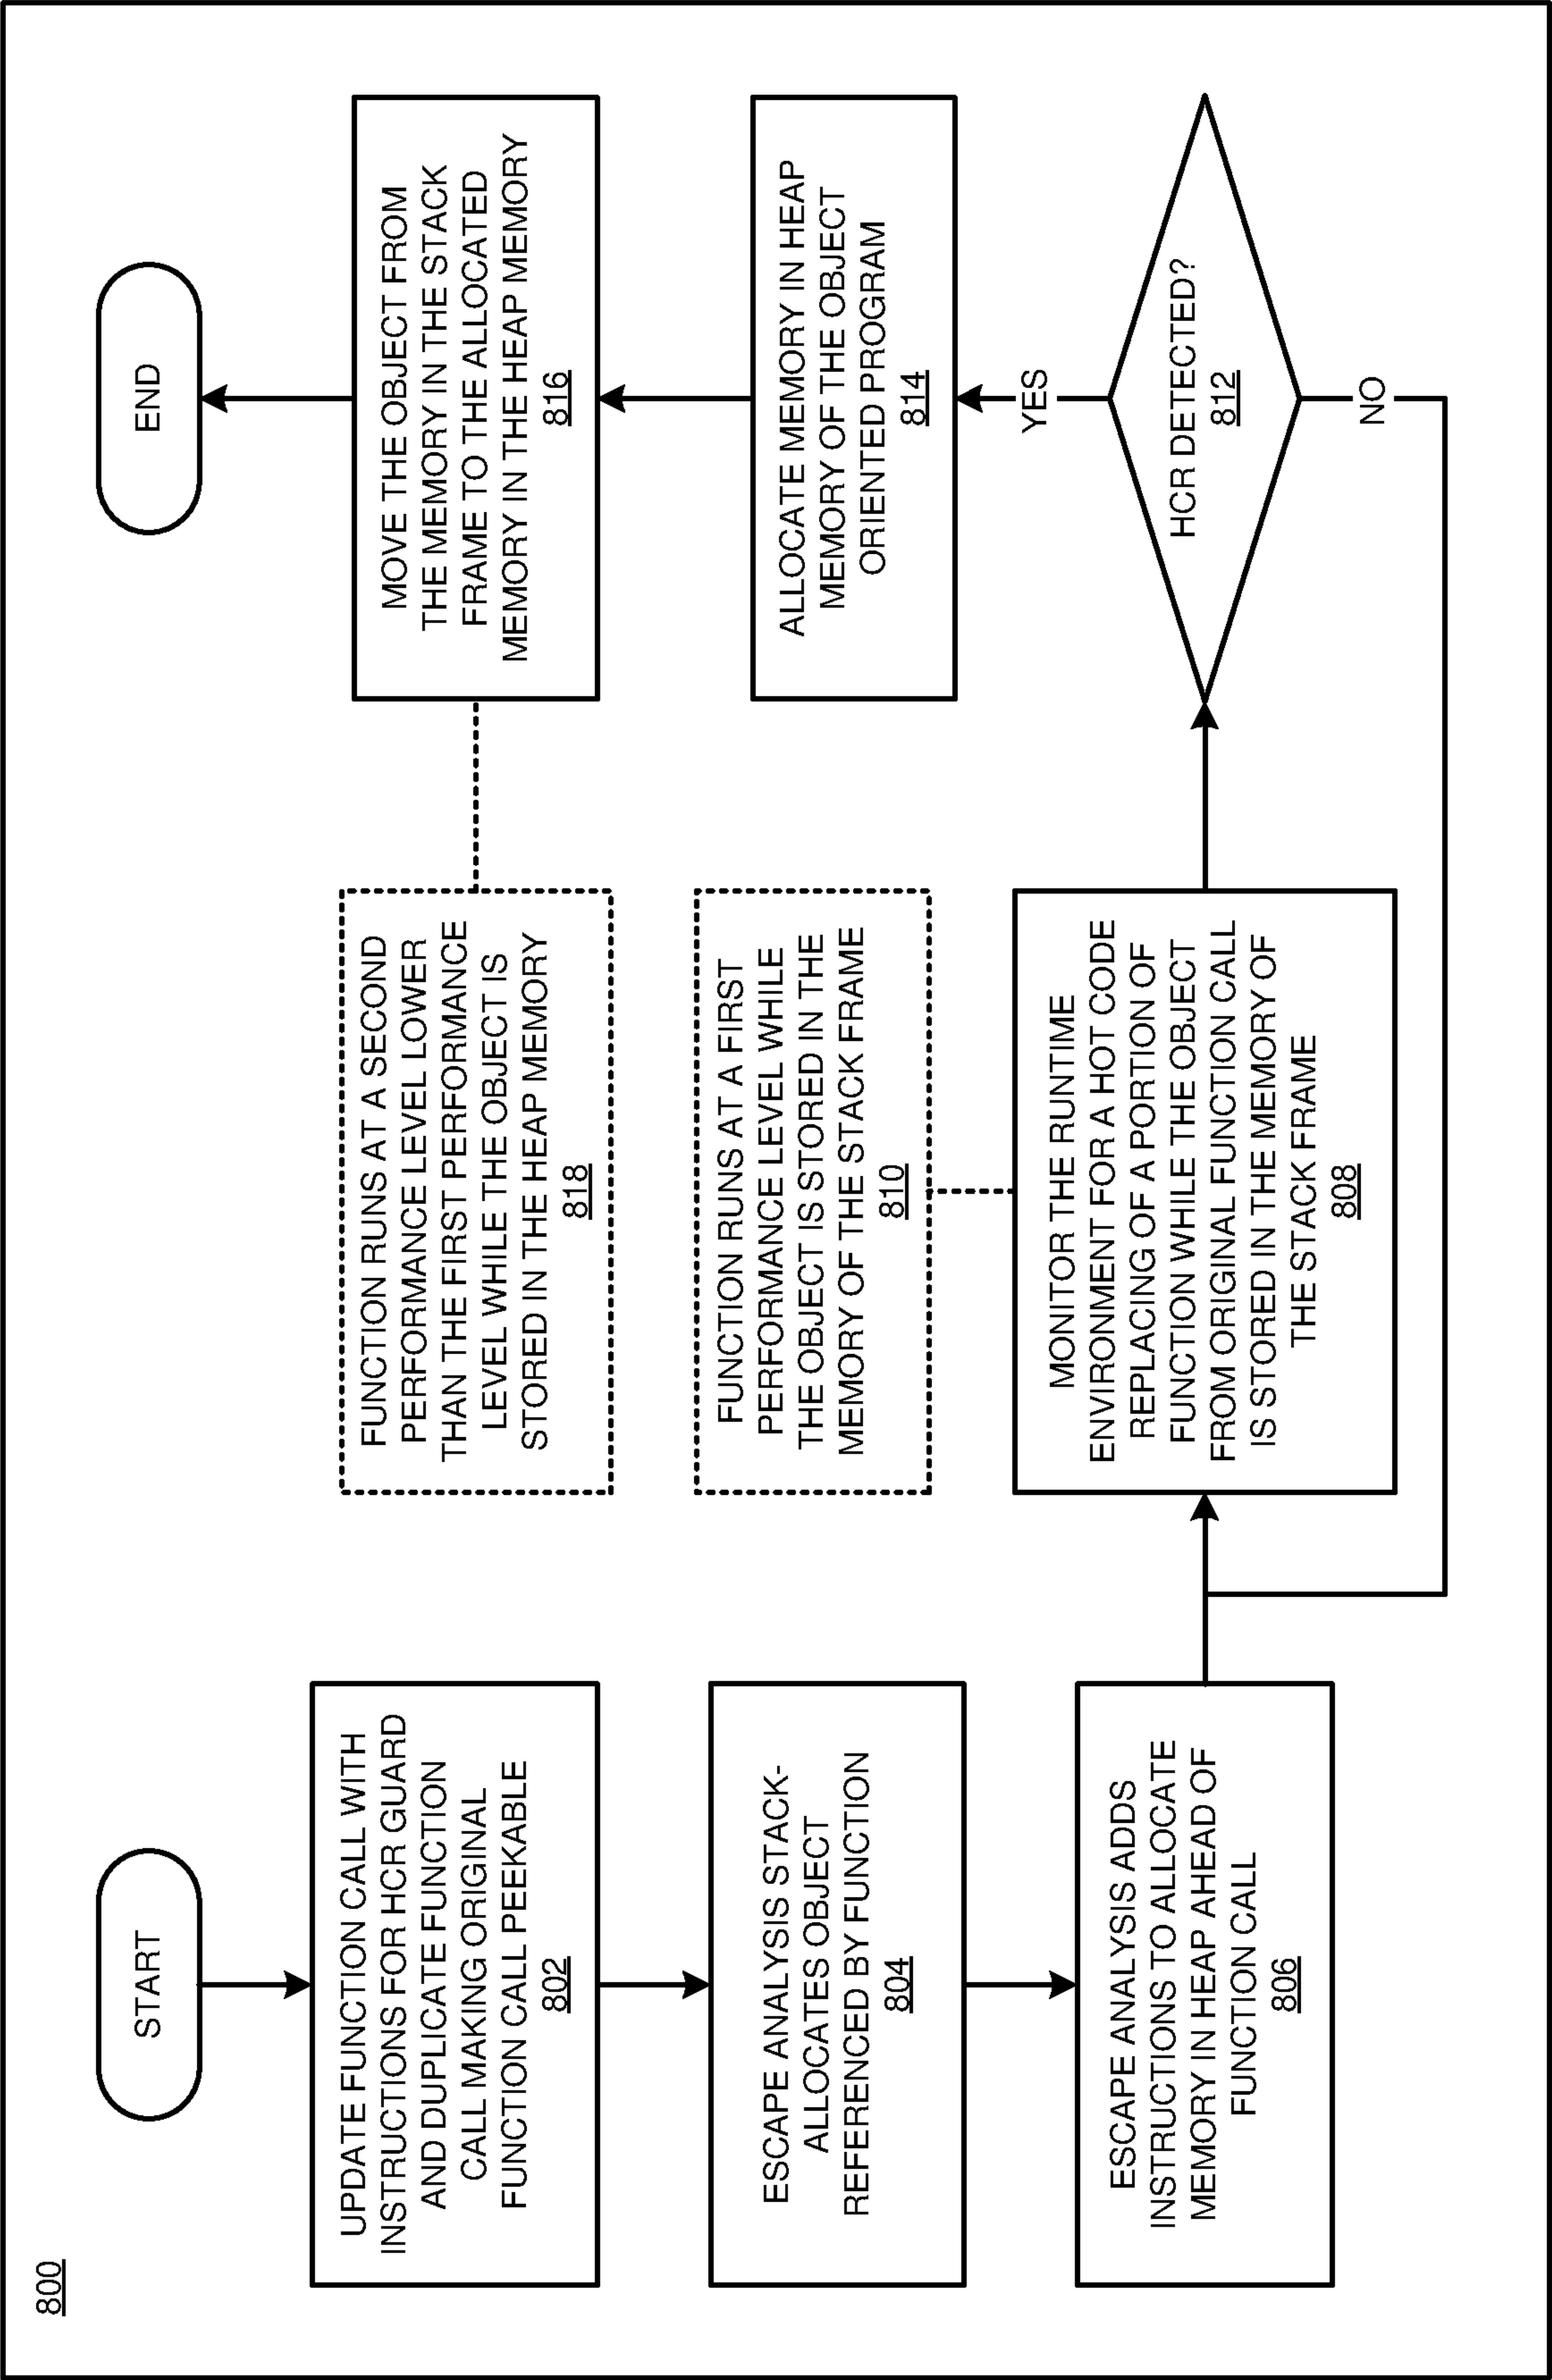 800
START
UPDATE FUNCTION CALL WITH
INSTRUCTIONS FOR HCR GUARD
AND DUPLICATE FUNCTION
CALL MAKING ORIGINAL
FUNCTION CALL PEEKABLE
802
ESCAPE ANALYSIS STACK-
ALLOCATES OBJECT
REFERENCED BY FUNCTION
804
ESCAPE ANALYSIS ADDS
INSTRUCTIONS TO ALLOCATE
MEMORY IN HEAP AHEAD OF
FUNCTION CALL
806
MONITOR THE RUNTIME
ENVIRONMENT FOR A HOT CODE
REPLACING OF A PORTION OF
FUNCTION WHILE THE OBJECT
FROM ORIGINAL FUNCTION CALL
IS STORED IN THE MEMORY OF
THE STACK FRAME
808
FUNCTION RUNS AT A FIRST
PERFORMANCE LEVEL WHILE
THE OBJECT IS STORED IN THE
MEMORY OF THE STACK FRAME
810
HCR DETECTED?
812
NO
YES
ALLOCATE MEMORY IN HEAP
MEMORY OF THE OBJECT
ORIENTED PROGRAM
814
MOVE THE OBJECT FROM
THE MEMORY IN THE STACK
FRAME TO THE ALLOCATED
MEMORY IN THE HEAP MEMORY
816
FUNCTION RUNS AT A SECOND
PERFORMANCE LEVEL LOWER
THAN THE FIRST PERFORMANCE
LEVEL WHILE THE OBJECT IS
STORED IN THE HEAP MEMORY
818
END